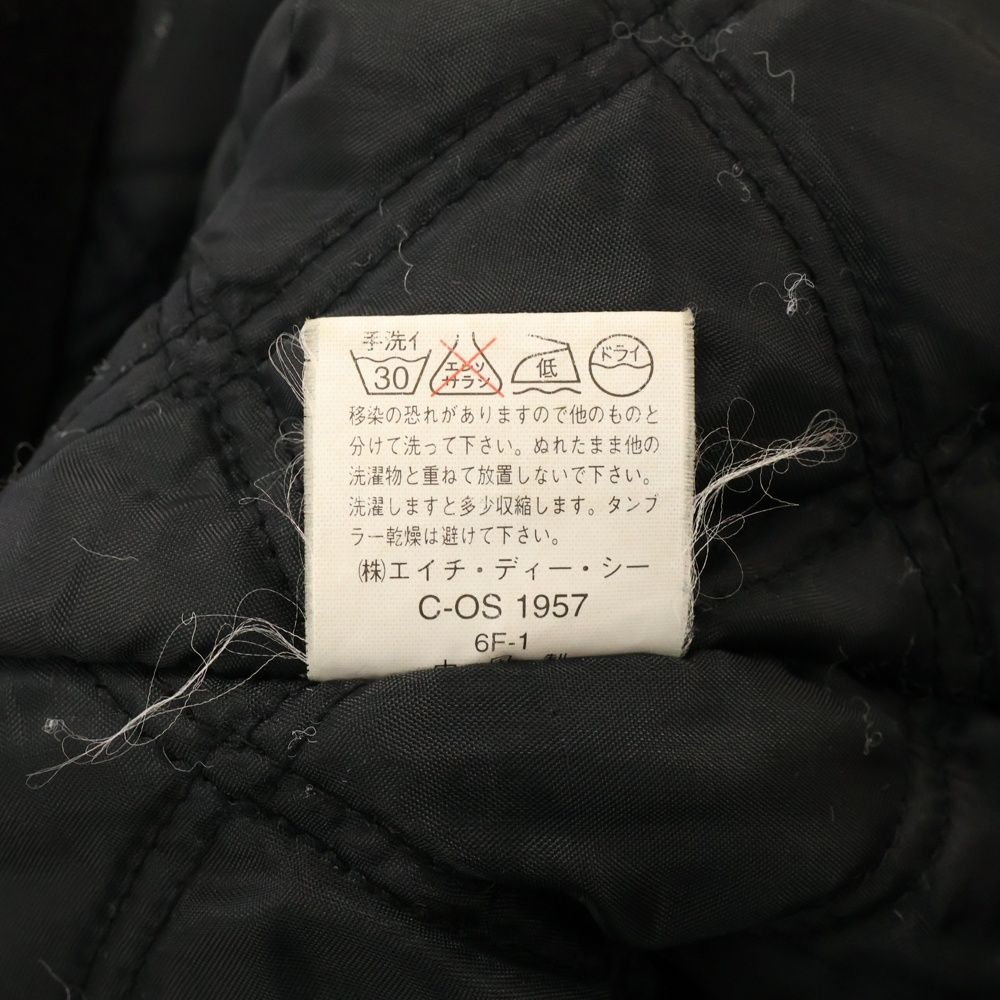 手洗イ
30
エンソ
サラシ
低
ドライ
移染の恐れがありますので他のものと
分けて洗って下さい。ぬれたまま他の
洗濯物と重ねて放置しないで下さい。
洗濯しますと多少収縮します。タンブ
ラー乾燥は避けて下さい。
㈱エイチ・ディー・シー
C-OS 1957
6F-1